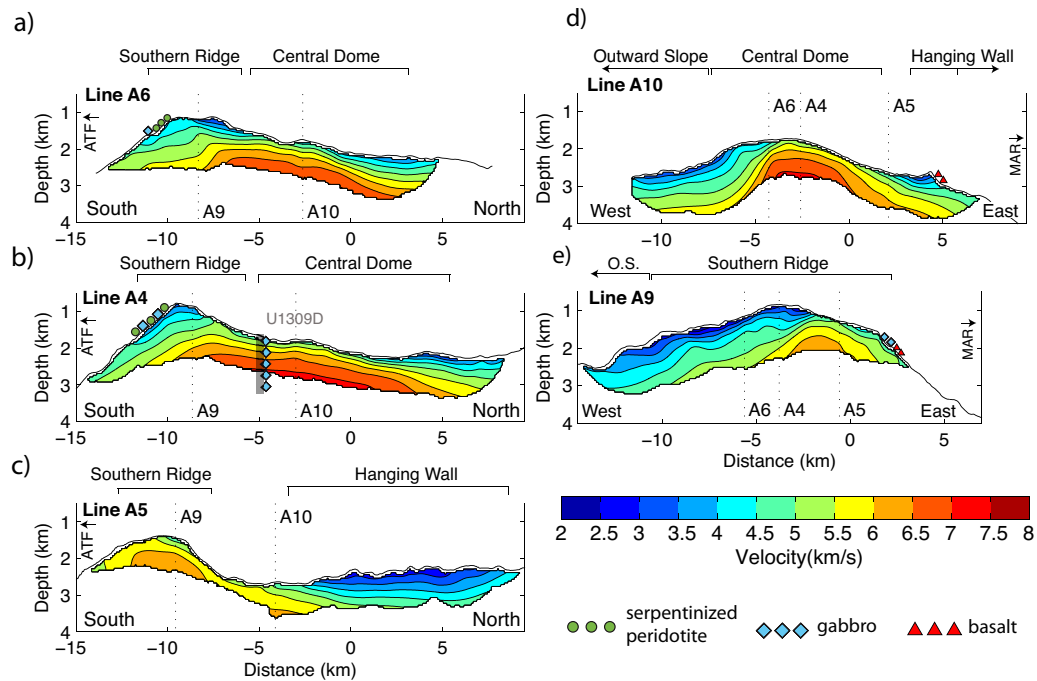 a)
Southern Ridge Central Dome
Line A6
ATF
Depth (km)
1
2
3
4
South A9 A10 North
−15 −10 −5 0 5
b)
Southern Ridge Central Dome
Line A4
U1309D
ATF
Depth (km)
1
2
3
4
South A9 A10 North
−15 −10 −5 0 5
c)
Southern Ridge Hanging Wall
Line A5
A9 A10
ATF
Depth (km)
1
2
3
4
South North
−15 −10 −5 0 5
Distance (km)
d)
Outward Slope Central Dome Hanging Wall
Line A10
A6 A4 A5
MAR
Depth (km)
1
2
3
4
West East
−10 −5 0 5
e)
O.S. Southern Ridge
Line A9
MAR
Depth (km)
1
2
3
4
West A6 A4 A5 East
−10 −5 0 5
Distance (km)
2 2.5 3 3.5 4 4.5 5 5.5 6 6.5 7 7.5 8
Velocity(km/s)
serpentinized
peridotite
gabbro
basalt